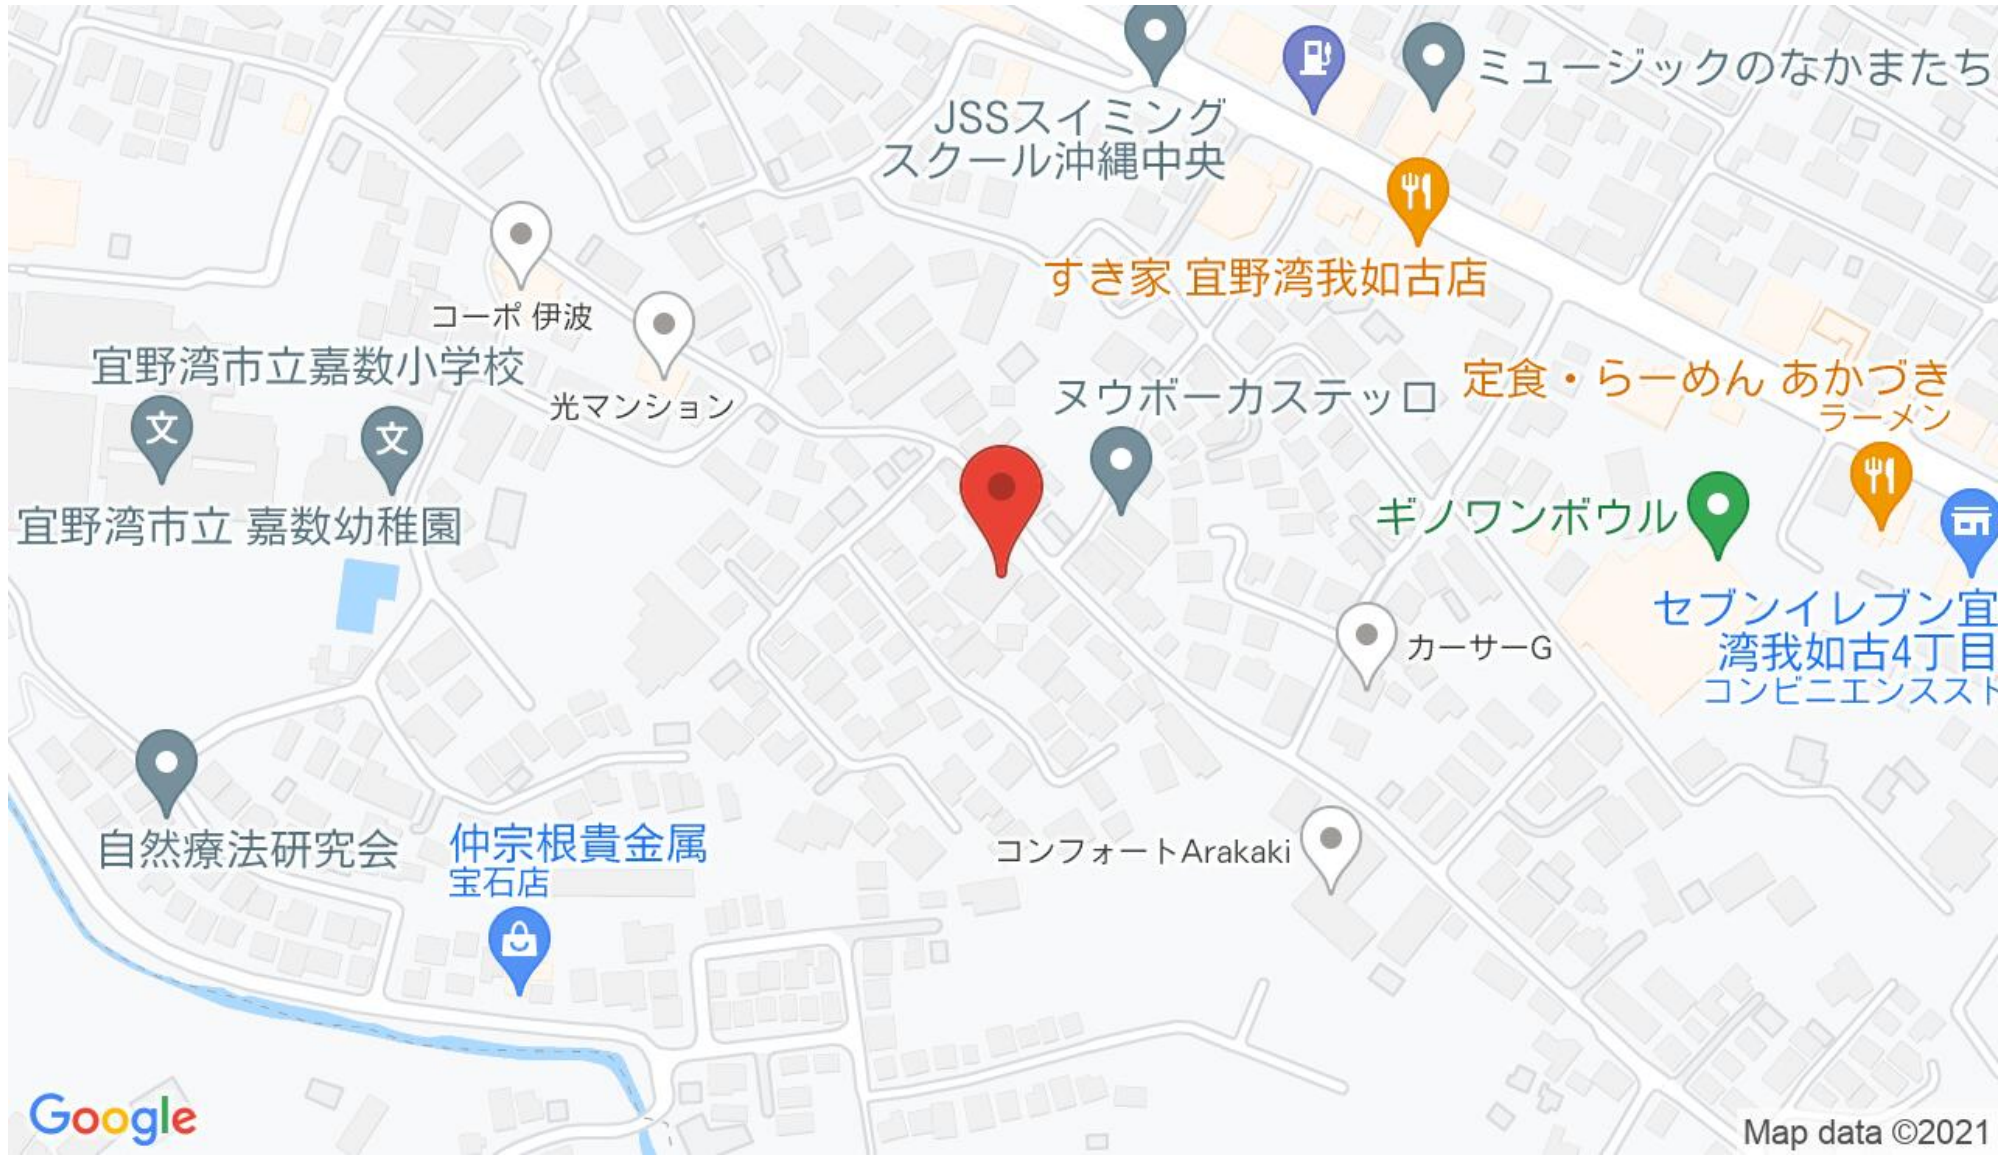 ミュージックのなかまたち
JSSスイミング
スクール沖縄中央
すき家 宜野湾我如古店
コーポ 伊波
宜野湾市立嘉数小学校
光マンション
ヌウボーカステッロ
定食・らーめん あかづき
ラーメン
文
文
宜野湾市立 嘉数幼稚園
ギノワンボウル
セブンイレブン宜
湾我如古4丁目
コンビニエンススト
カーサーG
自然療法研究会
仲宗根貴金属
宝石店
コンフォートArakaki
Google
Map data ©2021